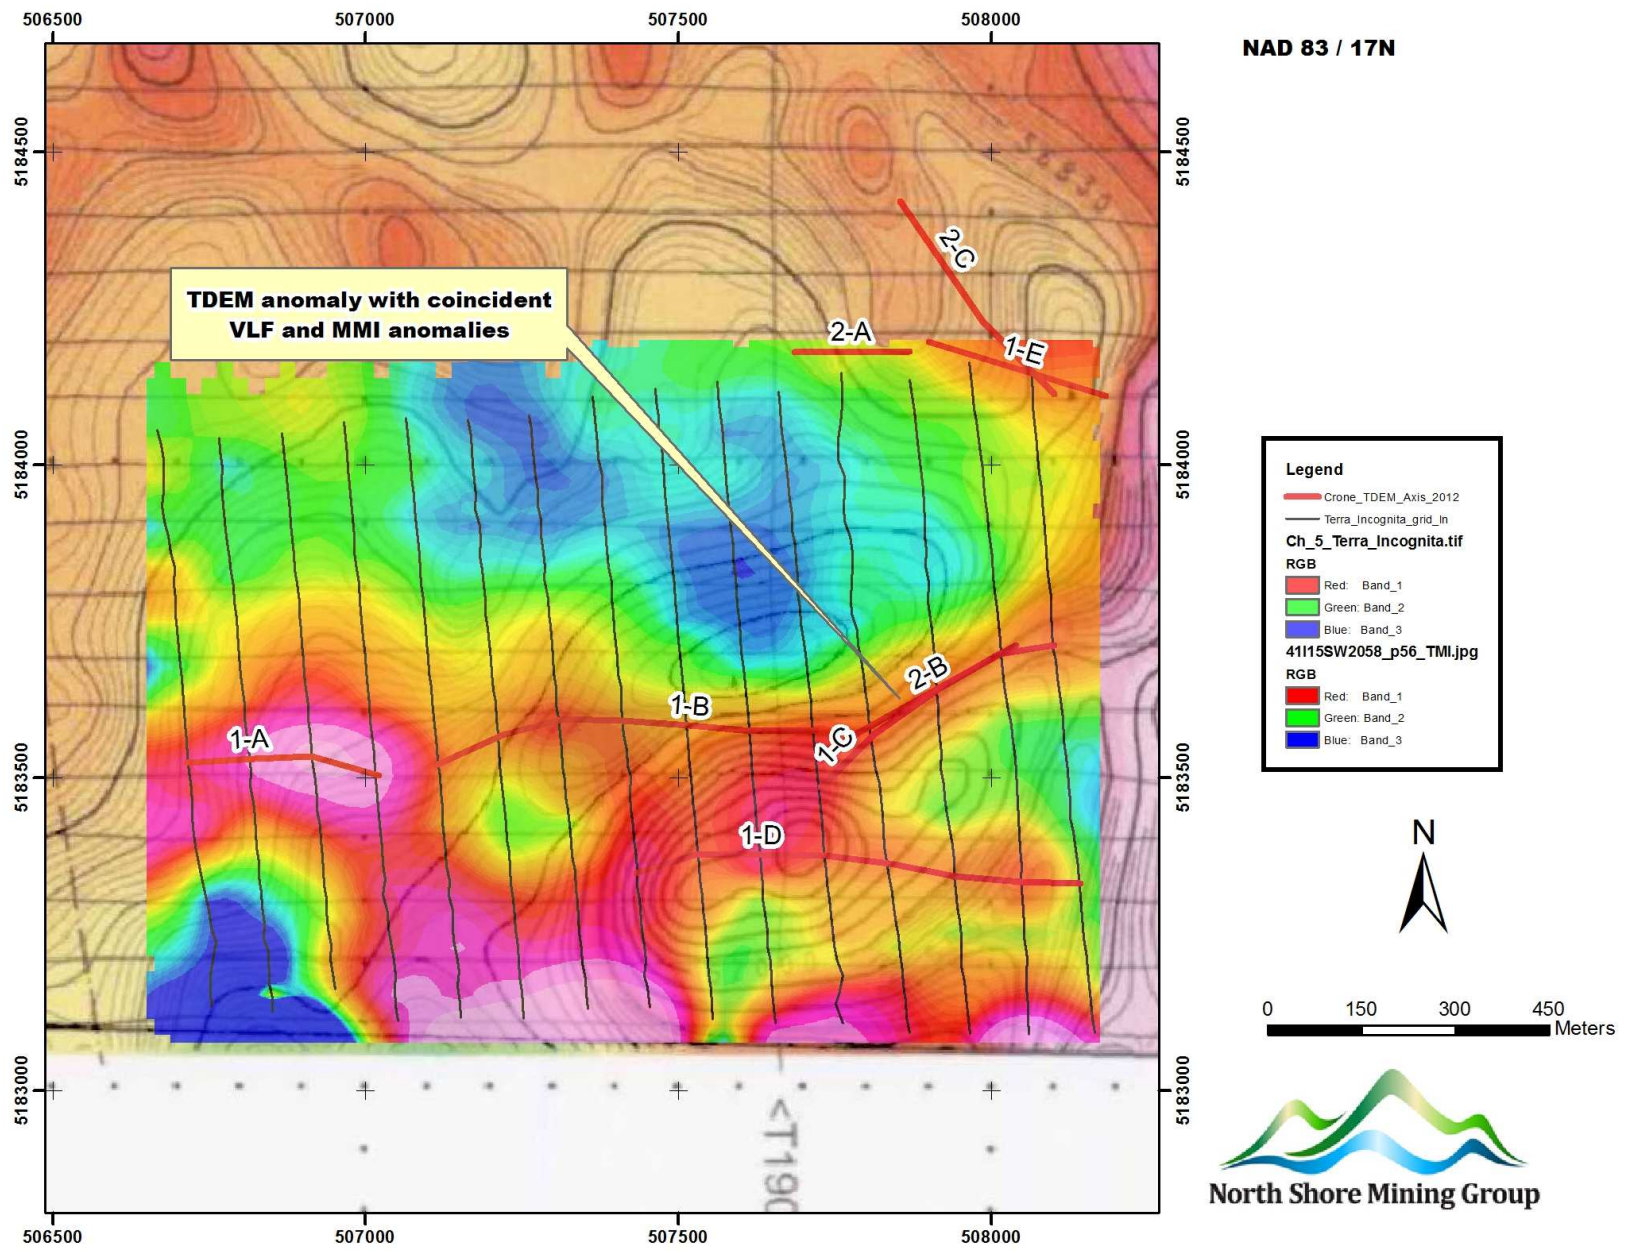 506500 507000 507500 508000
NAD 83 / 17N
5184500
5184500
56830
2-C
TDEM anomaly with coincident
VLF and MMI anomalies
2-A
1-E
5184000
5184000
Legend
Crone_TDEM_Axis_2012
Terra_Incognita_grid_ln
Ch_5_Terra_Incognita.tif
RGB
Red: Band_1
Green: Band_2
Blue: Band_3
41I15SW2058_p56_TMI.jpg
RGB
Red: Band_1
Green: Band_2
Blue: Band_3
2-B
1-B
1-A
1-C
5183500
5183500
1-D
N
0 150 300 450
Meters
5183000
5183000
<T190
North Shore Mining Group
506500 507000 507500 508000